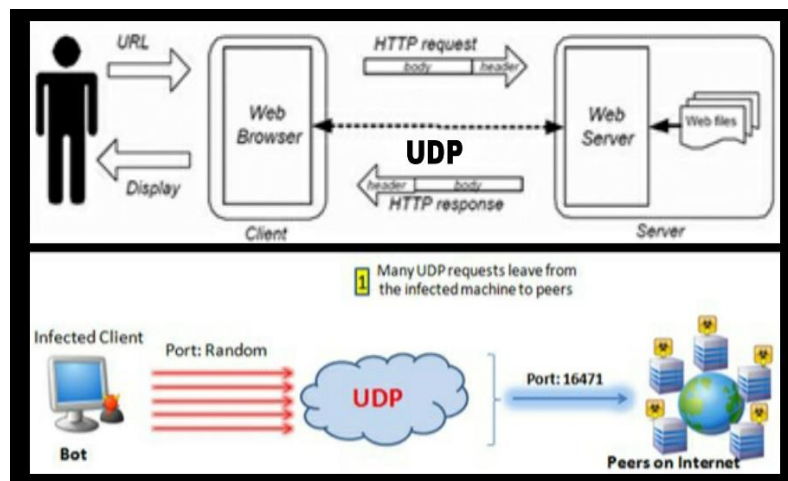 URL
HTTP request
body
header
Web
Browser
Web
Server
Web files
UDP
Display
header
body
HTTP response
Client
Server
1
Many UDP requests leave from
the infected machine to peers
Infected Client
Port: Random
UDP
Port: 16471
Bot
Peers on Internet